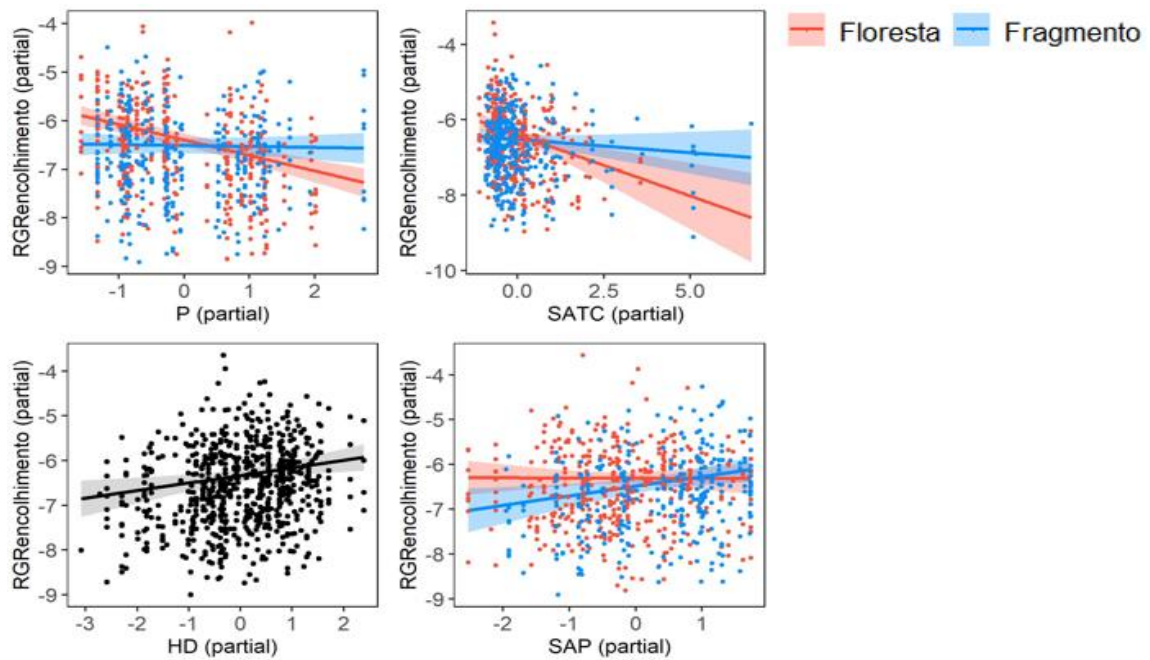 RGRencolhimento (partial)
-4
-5
-6
-7
-8
-9
-1 0 1 2
P (partial)
RGRencolhimento (partial)
-4
-6
-8
-10
0.0 2.5 5.0
SATC (partial)
Floresta Fragmento
RGRencolhimento (partial)
-4
-5
-6
-7
-8
-9
-3 -2 -1 0 1 2
HD (partial)
RGRencolhimento (partial)
-4
-5
-6
-7
-8
-9
-2 -1 0 1
SAP (partial)